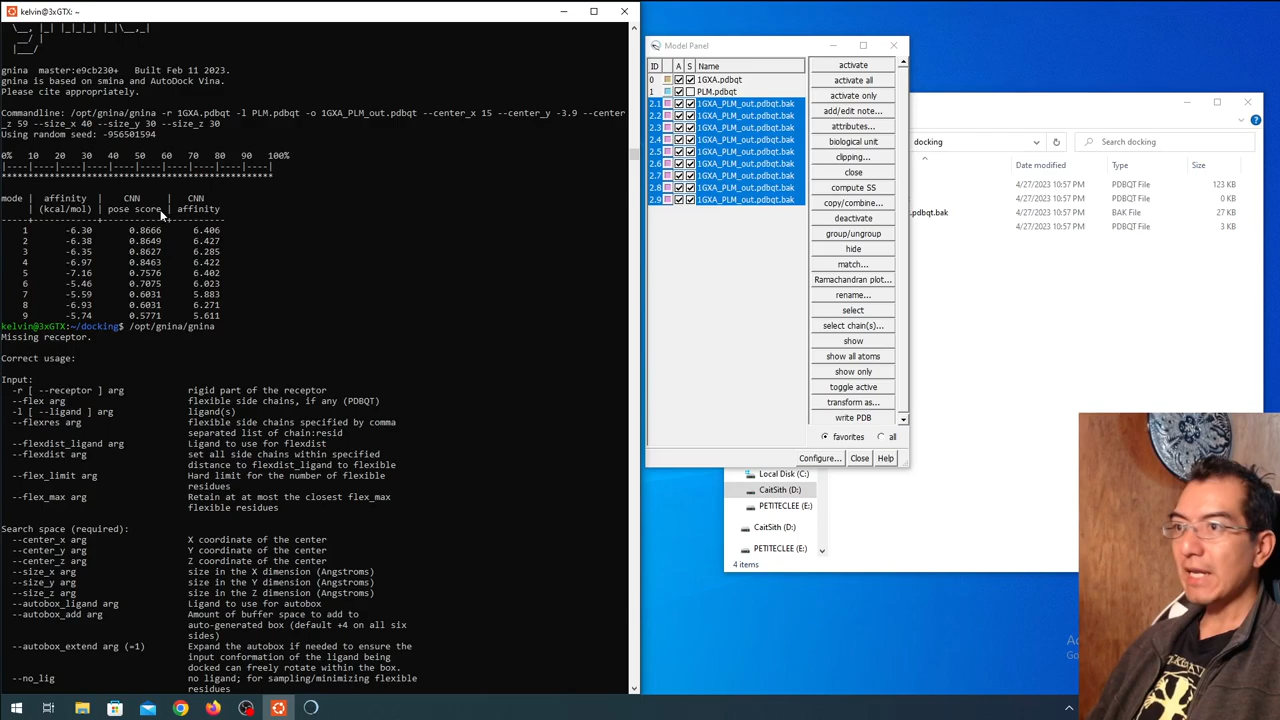 kelvin@3xGTX: ~
gnina  master:e9cb230+   Built Feb 11 2023.
gnina is based on smina and AutoDock Vina.
Please cite appropriately.
Commandline: /opt/gnina/gnina -r 1GXA.pdbqt -l PLM.pdbqt -o 1GXA_PLM_out.pdbqt --center_x 15 --center_y -3.9 --cente
r_z 59 --size_x 40 --size_y 30 --size_z 30
Using random seed: -956501594
0%   10   20   30   40   50   60   70   80   90   100%
|----|----|----|----|----|----|----|----|----|----|
***************************************************
mode |  affinity  |    CNN     |   CNN
     | (kcal/mol) | pose score | affinity
-----+------------+------------+----------
1       -6.30       0.8666      6.406
2       -6.38       0.8649      6.427
3       -6.35       0.8627      6.285
4       -6.97       0.8463      6.422
5       -7.16       0.7576      6.402
6       -5.46       0.7075      6.023
7       -5.59       0.6031      5.883
8       -6.93       0.6031      6.271
9       -5.74       0.5771      5.611
kelvin@3xGTX:~/docking$ /opt/gnina/gnina
Missing receptor.
Correct usage:
Input:
-r [ --receptor ] arg    rigid part of the receptor
--flex arg    flexible side chains, if any (PDBQT)
-l [ --ligand ] arg    ligand(s)
--flexres arg    flexible side chains specified by comma
separated list of chain:resid
--flexdist_ligand arg    Ligand to use for flexdist
--flexdist arg    set all side chains within specified
distance to flexdist_ligand to flexible
--flex_limit arg    Hard limit for the number of flexible
residues
--flex_max arg    Retain at at most the closest flex_max
flexible residues
Search space (required):
--center_x arg    X coordinate of the center
--center_y arg    Y coordinate of the center
--center_z arg    Z coordinate of the center
--size_x arg    size in the X dimension (Angstroms)
--size_y arg    size in the Y dimension (Angstroms)
--size_z arg    size in the Z dimension (Angstroms)
--autobox_ligand arg    Ligand to use for autobox
--autobox_add arg    Amount of buffer space to add to
auto-generated box (default +4 on all six
sides)
--autobox_extend arg (=1)    Expand the autobox if needed to ensure the
input conformation of the ligand being
docked can freely rotate within the box.
--no_lig    no ligand; for sampling/minimizing flexible
residues
Model Panel
ID  A  S  Name
0  1GXA.pdbqt
1  PLM.pdbqt
2.1  1GXA_PLM_out.pdbqt.bak
2.2  1GXA_PLM_out.pdbqt.bak
2.3  1GXA_PLM_out.pdbqt.bak
2.4  1GXA_PLM_out.pdbqt.bak
2.5  1GXA_PLM_out.pdbqt.bak
2.6  1GXA_PLM_out.pdbqt.bak
2.7  1GXA_PLM_out.pdbqt.bak
2.8  1GXA_PLM_out.pdbqt.bak
2.9  1GXA_PLM_out.pdbqt.bak
activate
activate all
activate only
add/edit note...
attributes...
biological unit
clipping...
close
compute SS
copy/combine...
deactivate
group/ungroup
hide
match...
Ramachandran plot...
rename...
select
select chain(s)...
show
show all atoms
show only
toggle active
transform as...
write PDB
favorites  all
Configure...  Close  Help
docking  Search docking
Date modified  Type  Size
4/27/2023 10:57 PM  PDBQT File  123 KB
4/27/2023 10:57 PM  PDBQT File
.pdbqt.bak  4/27/2023 10:57 PM  BAK File  27 KB
4/27/2023 10:57 PM  PDBQT File  3 KB
Local Disk (C:)
CaitSith (D:)
PETITECLEE (E:)
CaitSith (D:)
PETITECLEE (E:)
4 items